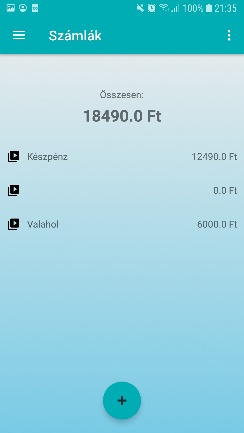 100% 21:35
Számlák
Összesen:
18490.0 Ft
Készpénz 12490.0 Ft
0.0 Ft
Valahol 6000.0 Ft